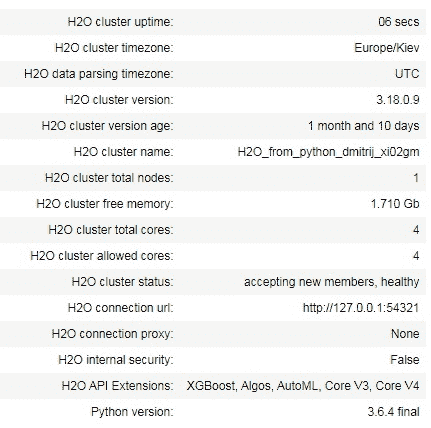 H2O cluster uptime: 06 secs
H2O cluster timezone: Europe/Kiev
H2O data parsing timezone: UTC
H2O cluster version: 3.18.0.9
H2O cluster version age: 1 month and 10 days
H2O cluster name: H2O_from_python_dmitrij_xi02gm
H2O cluster total nodes: 1
H2O cluster free memory: 1.710 Gb
H2O cluster total cores: 4
H2O cluster allowed cores: 4
H2O cluster status: accepting new members, healthy
H2O connection url: http://127.0.0.1:54321
H2O connection proxy: None
H2O internal security: False
H2O API Extensions: XGBoost, Algos, AutoML, Core V3, Core V4
Python version: 3.6.4 final